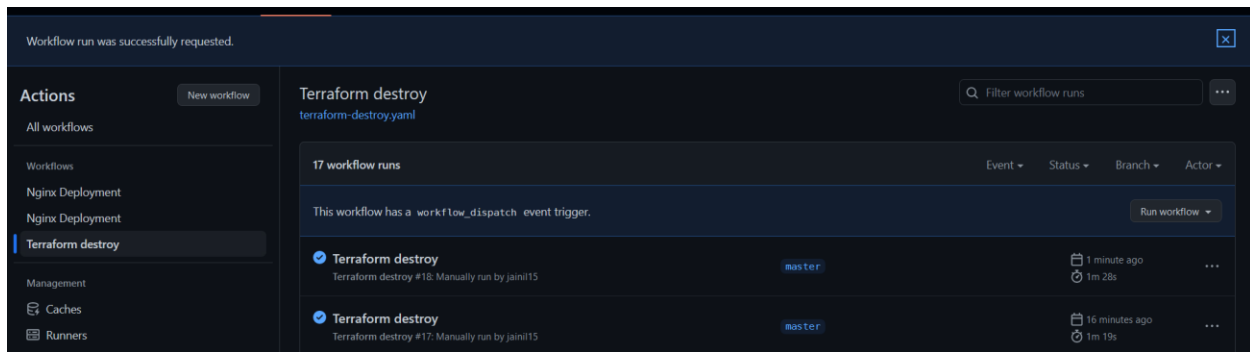 Workflow run was successfully requested.
Actions
New workflow
All workflows
Workflows
Nginx Deployment
Nginx Deployment
Terraform destroy
Management
Caches
Runners
Terraform destroy
terraform-destroy.yaml
Filter workflow runs
17 workflow runs
Event
Status
Branch
Actor
This workflow has a workflow_dispatch event trigger.
Run workflow
Terraform destroy
Terraform destroy #18: Manually run by jainil15
master
1 minute ago
1m 28s
Terraform destroy
Terraform destroy #17: Manually run by jainil15
master
16 minutes ago
1m 19s